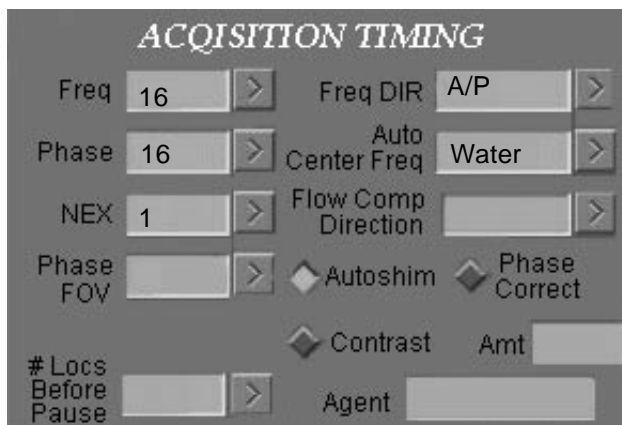 ACQISITION TIMING
Freq 16 Freq DIR A/P
Phase 16 Auto Center Freq Water
NEX 1 Flow Comp Direction
Phase FOV Autoshim Phase Correct
Contrast Amt
# Locs Before Pause Agent